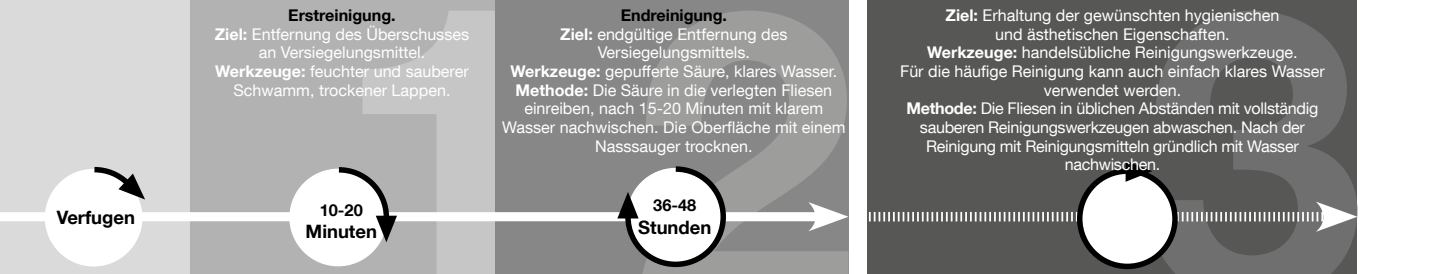 1
Erstreinigung.
Ziel: Entfernung des Überschusses
an Versiegelungsmittel.
Werkzeuge: feuchter und sauberer
Schwamm, trockener Lappen.
2
Endreinigung.
Ziel: endgültige Entfernung des
Versiegelungsmittels.
Werkzeuge: gepufferte Säure, klares Wasser.
Methode: Die Säure in die verlegten Fliesen
einreiben, nach 15-20 Minuten mit klarem
Wasser nachwischen. Die Oberfläche mit einem
Nasssauger trocknen.
3
Ziel: Erhaltung der gewünschten hygienischen
und ästhetischen Eigenschaften.
Werkzeuge: handelsübliche Reinigungswerkzeuge.
Für die häufige Reinigung kann auch einfach klares Wasser
verwendet werden.
Methode: Die Fliesen in üblichen Abständen mit vollständig
sauberen Reinigungswerkzeugen abwaschen. Nach der
Reinigung mit Reinigungsmitteln gründlich mit Wasser
nachwischen.
Verfugen
10-20
Minuten
36-48
Stunden